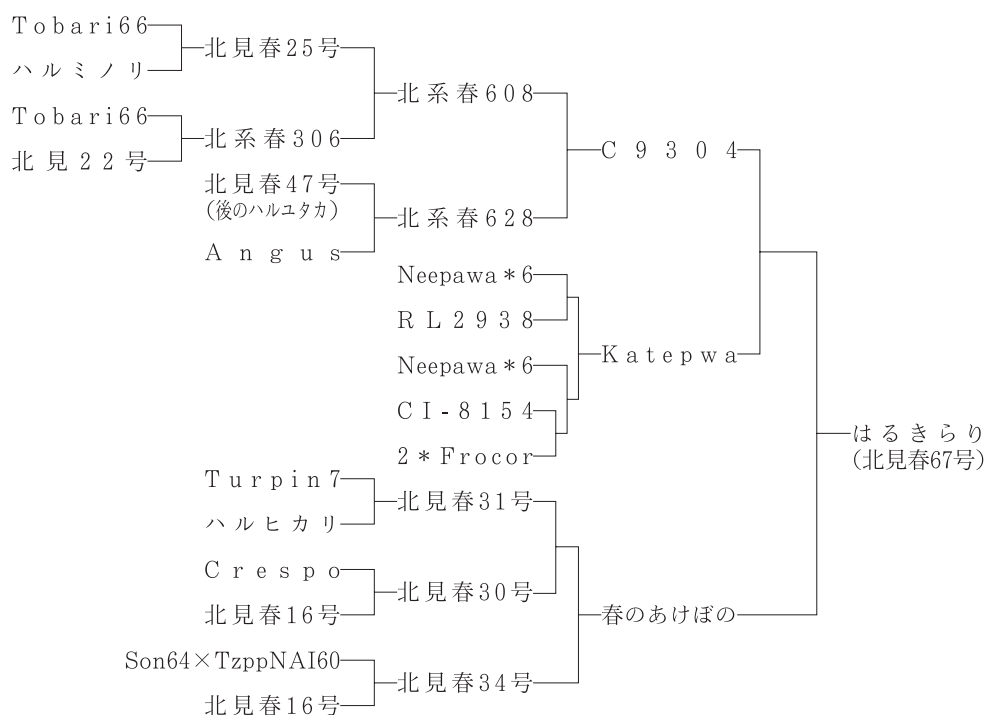 Tobari66
北見春25号
ハルミノリ
北系春608
Tobari66
北系春306
北見22号
C9304
北見春47号
(後のハルユタカ)
北系春628
Angus
Neepawa*6
RL2938
Katepwa
Neepawa*6
CI-8154
2*Frocor
はるきらり
(北見春67号)
Turpin7
北見春31号
ハルヒカリ
Crespo
北見春30号
北見春16号
春のあけぼの
Son64×TzppNAI60
北見春34号
北見春16号